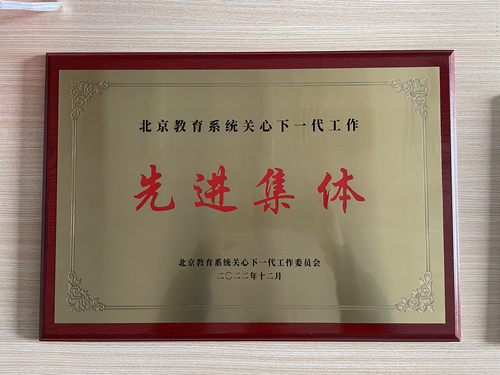 北京教育系统关心下一代工作
先进集体
北京教育系统关心下一代工作委员会
二〇二二年十二月